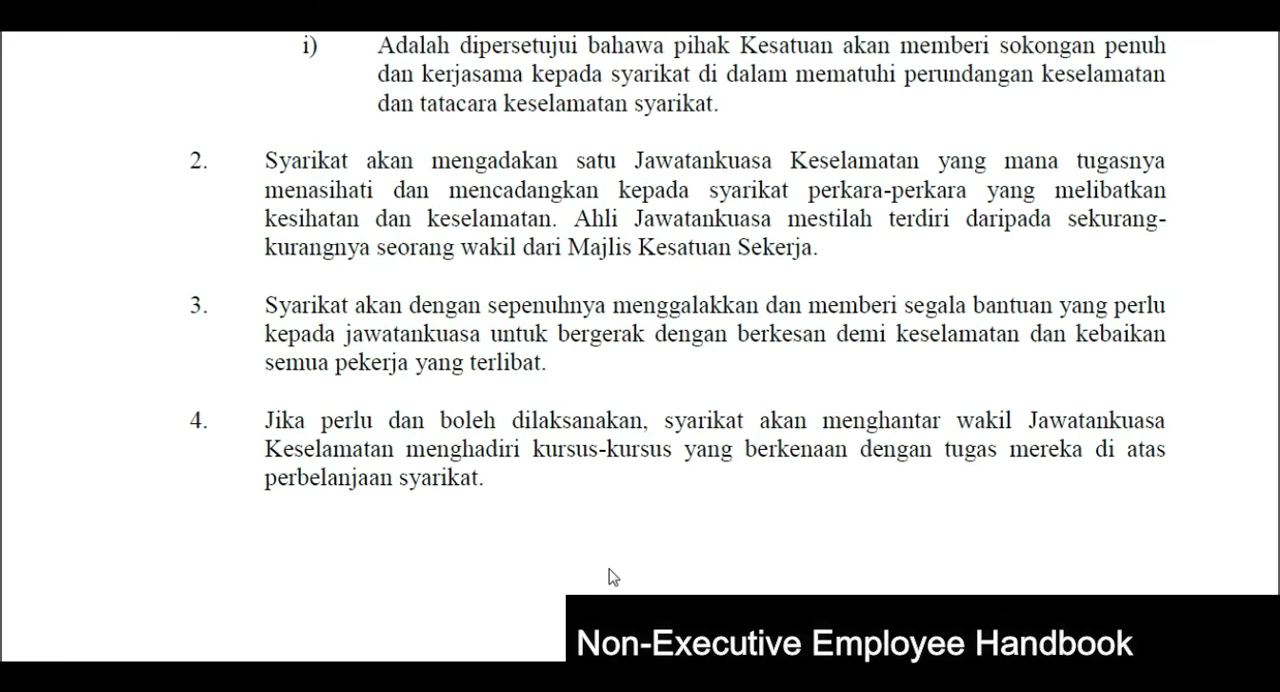 i) Adalah dipersetujui bahawa pihak Kesatuan akan memberi sokongan penuh
dan kerjasama kepada syarikat di dalam mematuhi perundangan keselamatan
dan tatacara keselamatan syarikat.
2. Syarikat akan mengadakan satu Jawatankuasa Keselamatan yang mana tugasnya
menasihati dan mencadangkan kepada syarikat perkara-perkara yang melibatkan
kesihatan dan keselamatan. Ahli Jawatankuasa mestilah terdiri daripada sekurang-
kurangnya seorang wakil dari Majlis Kesatuan Sekerja.
3. Syarikat akan dengan sepenuhnya menggalakkan dan memberi segala bantuan yang perlu
kepada jawatankuasa untuk bergerak dengan berkesan demi keselamatan dan kebaikan
semua pekerja yang terlibat.
4. Jika perlu dan boleh dilaksanakan, syarikat akan menghantar wakil Jawatankuasa
Keselamatan menghadiri kursus-kursus yang berkenaan dengan tugas mereka di atas
perbelanjaan syarikat.
Non-Executive Employee Handbook